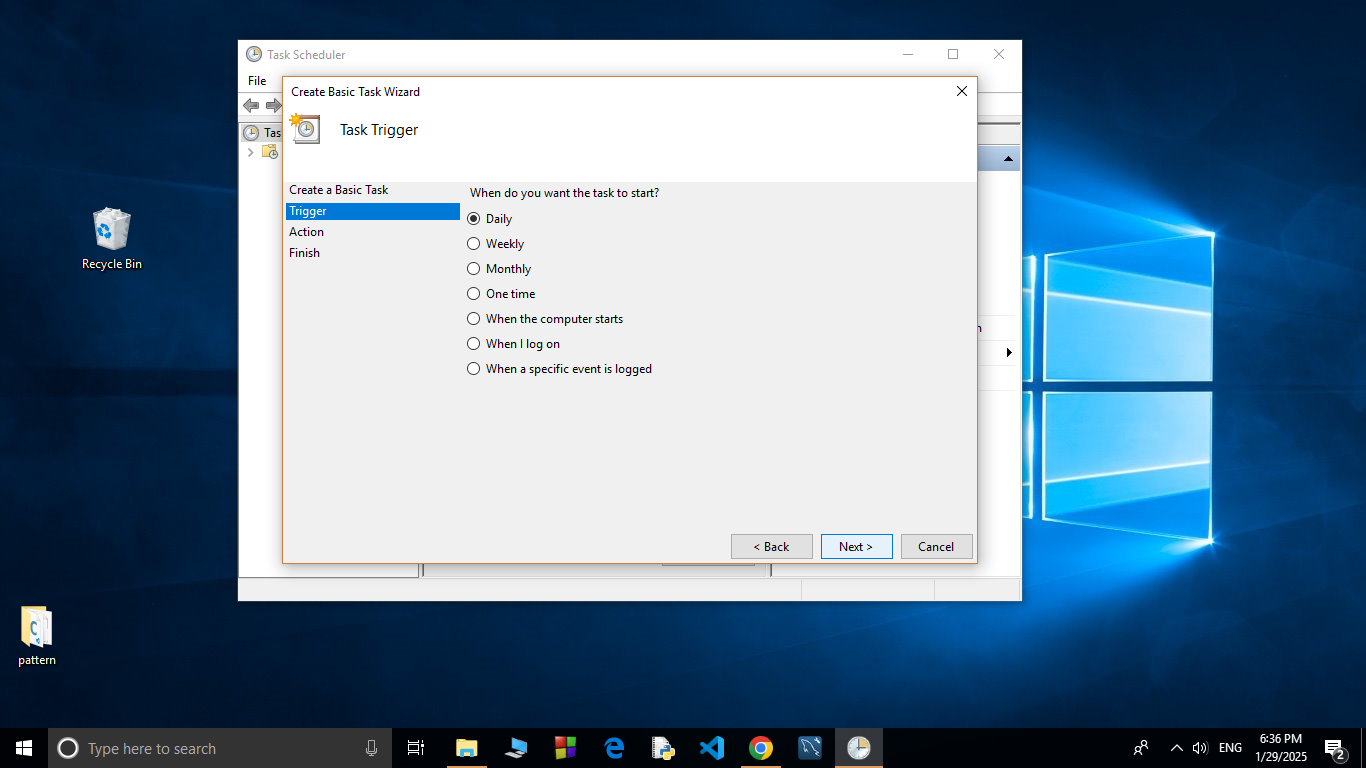 Task Scheduler
File
Create Basic Task Wizard
Task Trigger
Tas
Create a Basic Task
Trigger
Action
Finish
When do you want the task to start?
Daily
Weekly
Monthly
One time
When the computer starts
When I log on
When a specific event is logged
< Back
Next >
Cancel
Recycle Bin
pattern
Type here to search
ENG
6:36 PM
1/29/2025
2